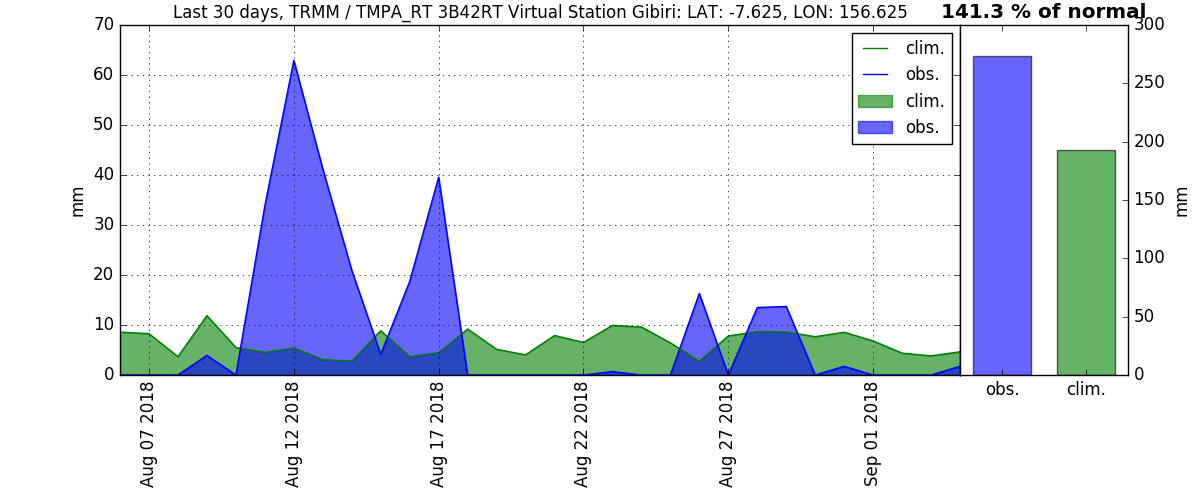 Last 30 days, TRMM / TMPA_RT 3B42RT Virtual Station Gibiri: LAT: -7.625, LON: 156.625
141.3 % of normal
70
60
50
40
30
20
10
0
mm
clim.
obs.
clim.
obs.
300
250
200
150
100
50
0
mm
Aug 07 2018
Aug 12 2018
Aug 17 2018
Aug 22 2018
Aug 27 2018
Sep 01 2018
obs.
clim.